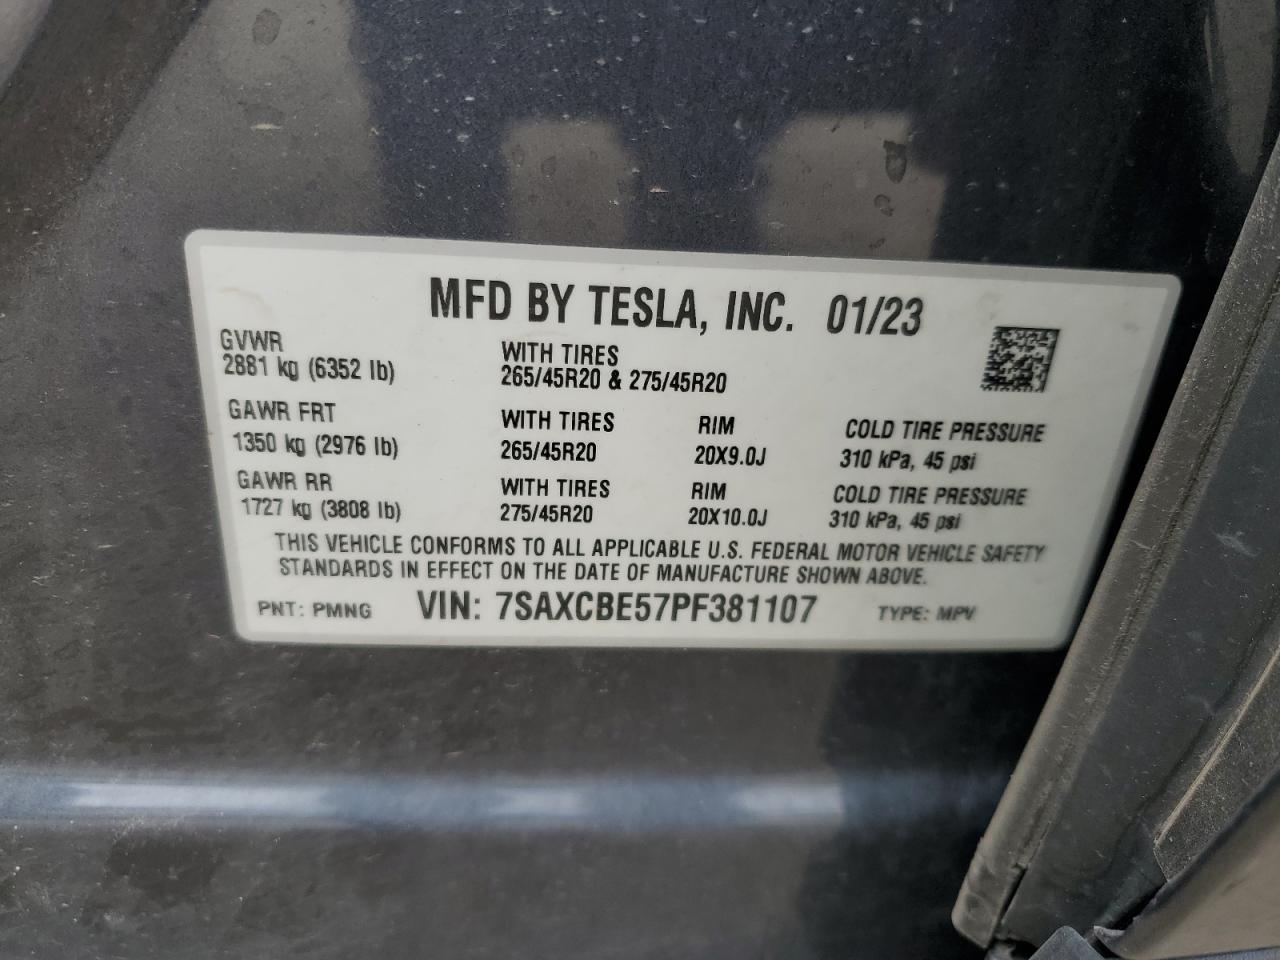 MFD BY TESLA, INC. 01/23
GVWR
2881 kg (6352 lb)
WITH TIRES
265/45R20 & 275/45R20
GAWR FRT
1350 kg (2976 lb)
WITH TIRES
265/45R20
RIM
20X9.0J
COLD TIRE PRESSURE
310 kPa, 45 psi
GAWR RR
1727 kg (3808 lb)
WITH TIRES
275/45R20
RIM
20X10.0J
COLD TIRE PRESSURE
310 kPa, 45 psi
THIS VEHICLE CONFORMS TO ALL APPLICABLE U.S. FEDERAL MOTOR VEHICLE SAFETY
STANDARDS IN EFFECT ON THE DATE OF MANUFACTURE SHOWN ABOVE.
PNT: PMNG VIN: 7SAXCBE57PF381107 TYPE: MPV